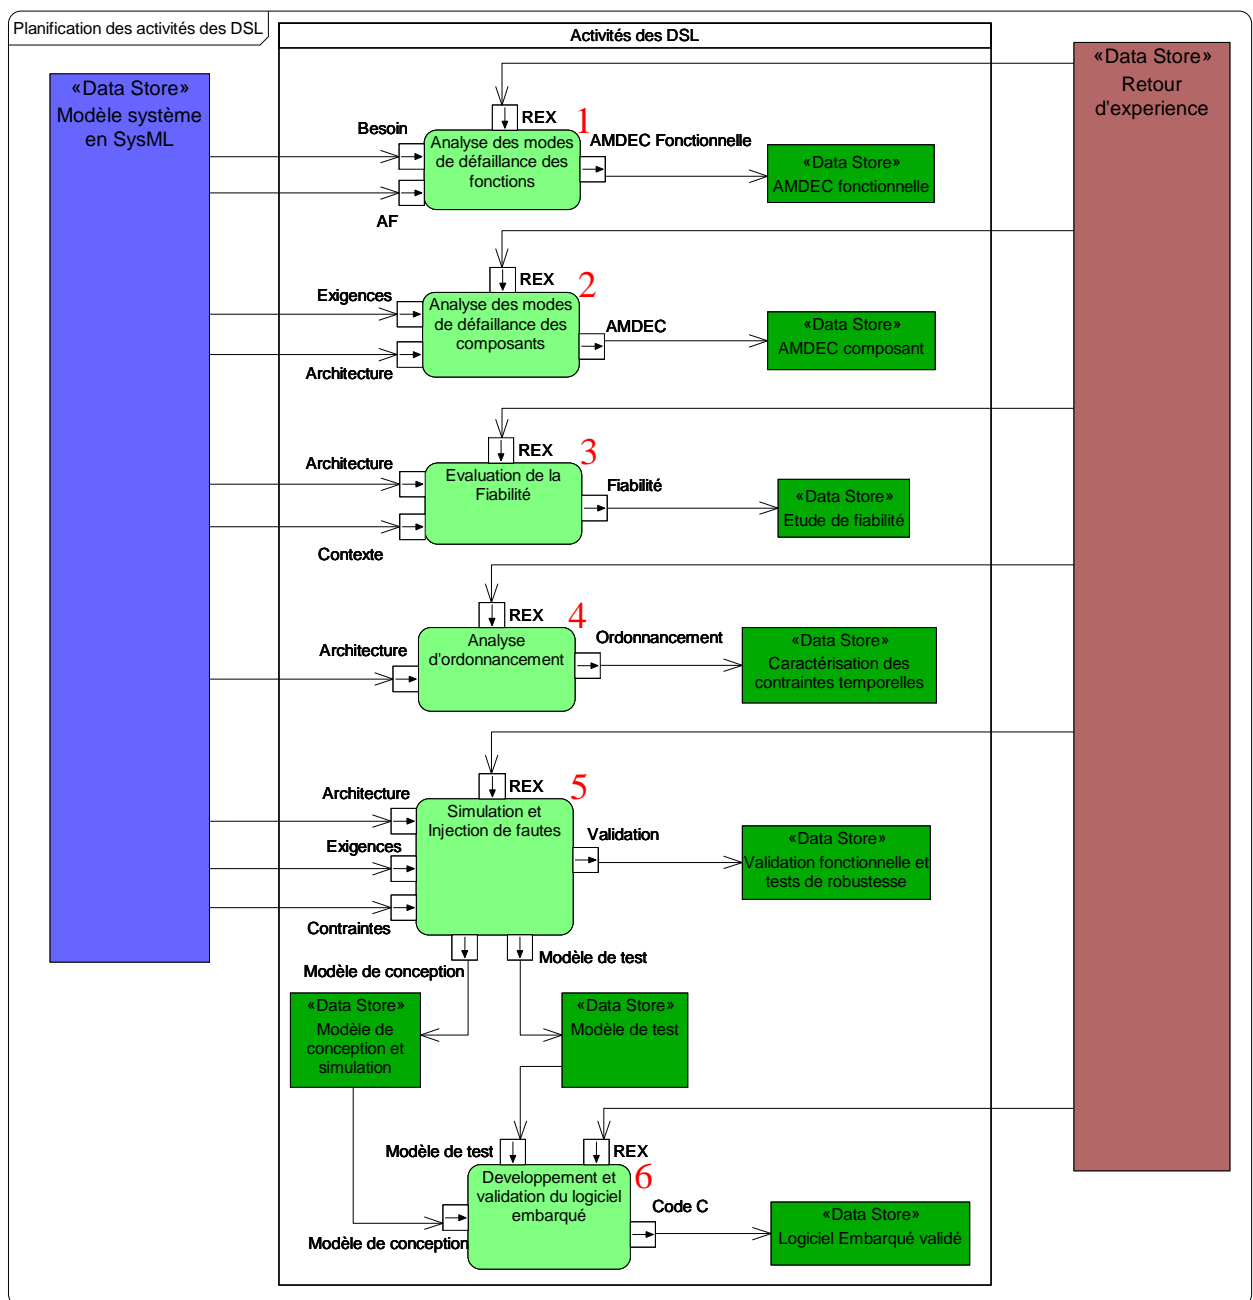 Planification des activités des DSL
Activités des DSL
«Data Store»
Modèle système
en SysML
«Data Store»
Retour
d'experience
REX
1
Besoin
AF
Analyse des modes
de défaillance des
fonctions
AMDEC Fonctionnelle
«Data Store»
AMDEC fonctionnelle
REX
2
Exigences
Architecture
Analyse des modes
de défaillance des
composants
AMDEC
«Data Store»
AMDEC composant
REX
3
Architecture
Contexte
Evaluation de la
Fiabilité
Fiabilité
«Data Store»
Etude de fiabilité
REX
4
Architecture
Analyse
d'ordonnancement
Ordonnancement
«Data Store»
Caractérisation des
contraintes temporelles
REX
5
Architecture
Exigences
Contraintes
Simulation et
Injection de fautes
Validation
«Data Store»
Validation fonctionnelle et
tests de robustesse
Modèle de conception
Modèle de test
«Data Store»
Modèle de
conception et
simulation
«Data Store»
Modèle de test
Modèle de test
REX
6
Modèle de conception
Developpement et
validation du logiciel
embarqué
Code C
«Data Store»
Logiciel Embarqué validé